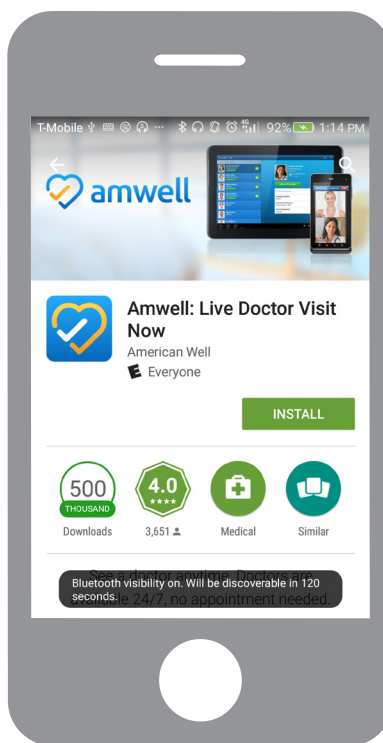 T-Mobile ... 4G 92% 1:14 PM
amwell
Amwell: Live Doctor Visit
Now
American Well
E Everyone
INSTALL
500
THOUSAND
4.0
Downloads
3,651
Medical
Similar
See a doctor anytime. Doctors are
available 24/7, no appointment needed.
Bluetooth visibility on. Will be discoverable in 120
seconds.